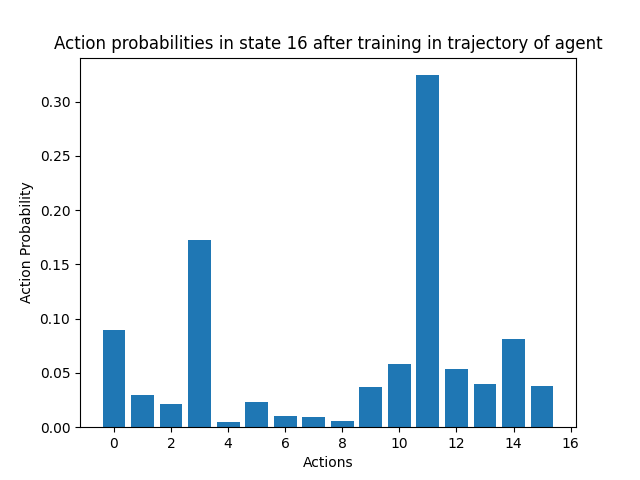 Action probabilities in state 16 after training in trajectory of agent
0.30
0.25
0.20
0.15
0.10
0.05
0.00
Action Probability
0 2 4 6 8 10 12 14 16
Actions